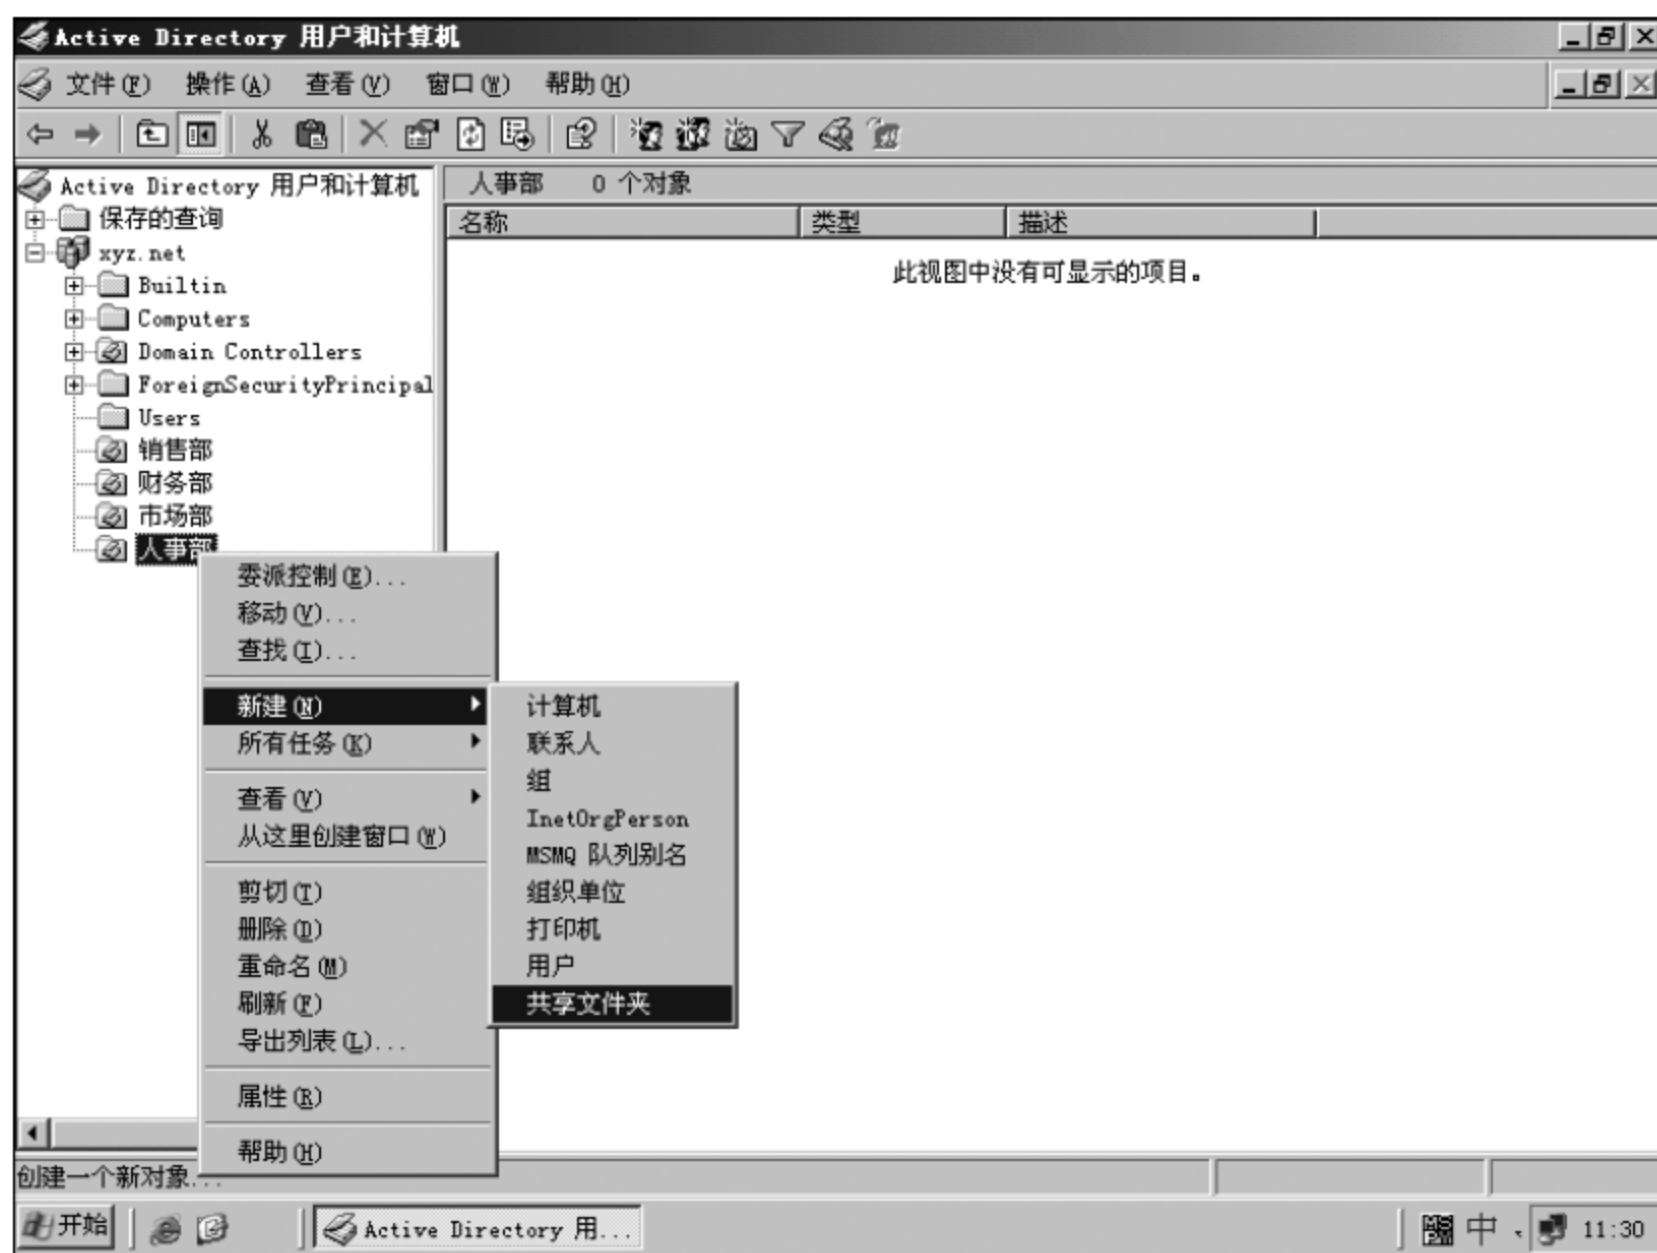 Active Directory 用户和计算机
文件(F) 操作(A) 查看(V) 窗口(W) 帮助(H)
Active Directory 用户和计算机
保存的查询
xyz.net
Builtin
Computers
Domain Controllers
ForeignSecurityPrincipal
Users
销售部
财务部
市场部
人事部
人事部 0 个对象
名称 类型 描述
此视图中没有可显示的项目。
委派控制(E)...
移动(V)...
查找(I)...
新建(N)
所有任务(K)
查看(V)
从这里创建窗口(W)
剪切(T)
删除(D)
重命名(M)
刷新(F)
导出列表(L)...
属性(R)
帮助(H)
计算机
联系人
组
InetOrgPerson
MSMQ 队列别名
组织单位
打印机
用户
共享文件夹
创建一个新对象...
开始 Active Directory 用... 中 11:30